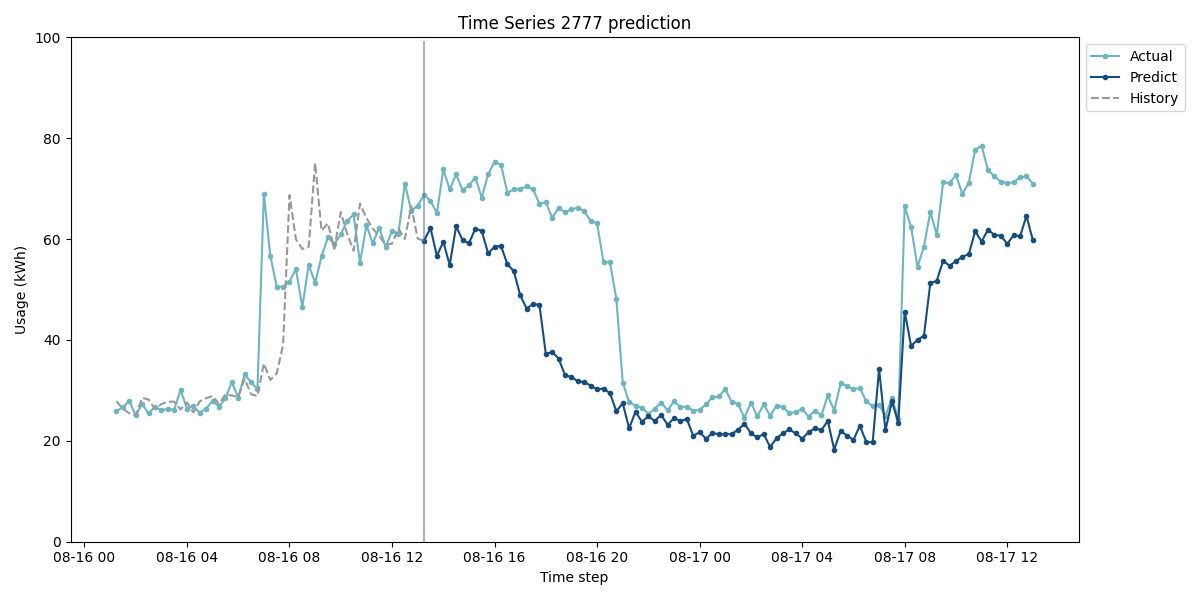 Time Series 2777 prediction
100
80
60
40
20
0
Usage (kWh)
08-16 00 08-16 04 08-16 08 08-16 12 08-16 16 08-16 20 08-17 00 08-17 04 08-17 08 08-17 12
Time step
Actual
Predict
History